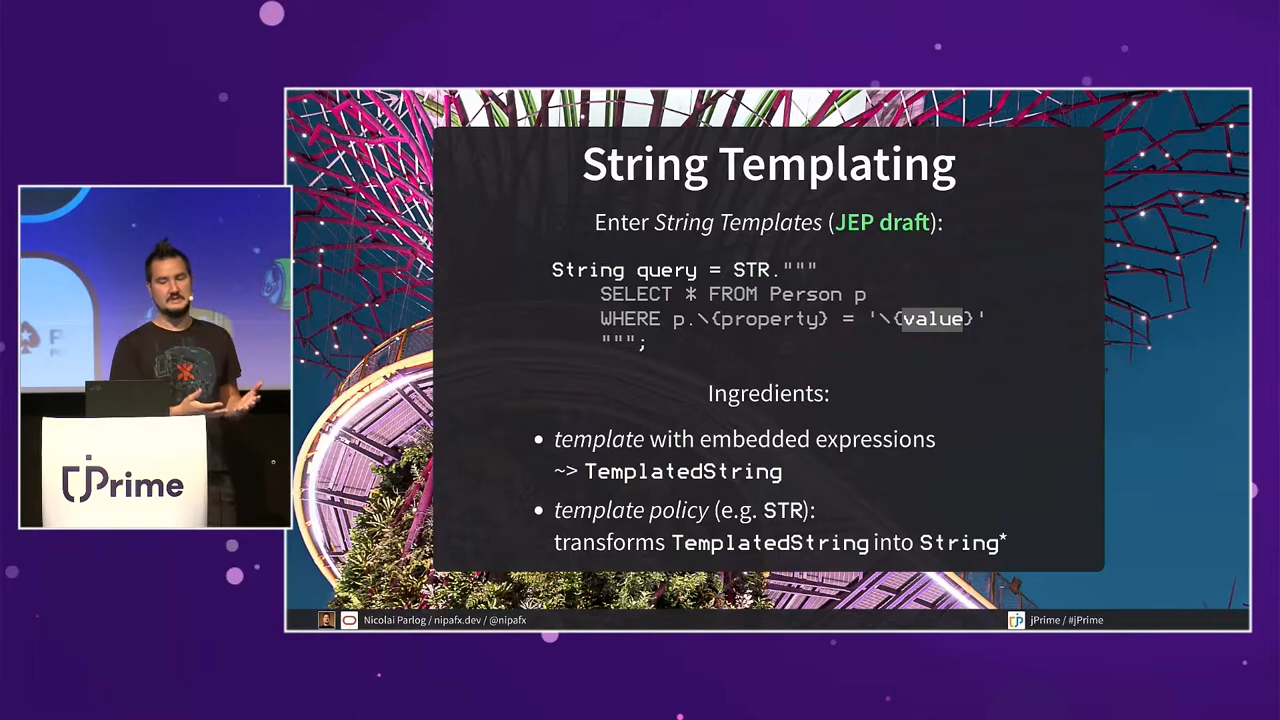 String Templating
Enter String Templates (JEP draft):
String query = STR."""
    SELECT * FROM Person p
    WHERE p.\{property} = '\{value}'
    """;
Ingredients:
• template with embedded expressions
~> TemplatedString
• template policy (e.g. STR):
transforms TemplatedString into String*
jPrime
Nicolai Parlog / nipafx.dev / @nipafx
jPrime / #jPrime